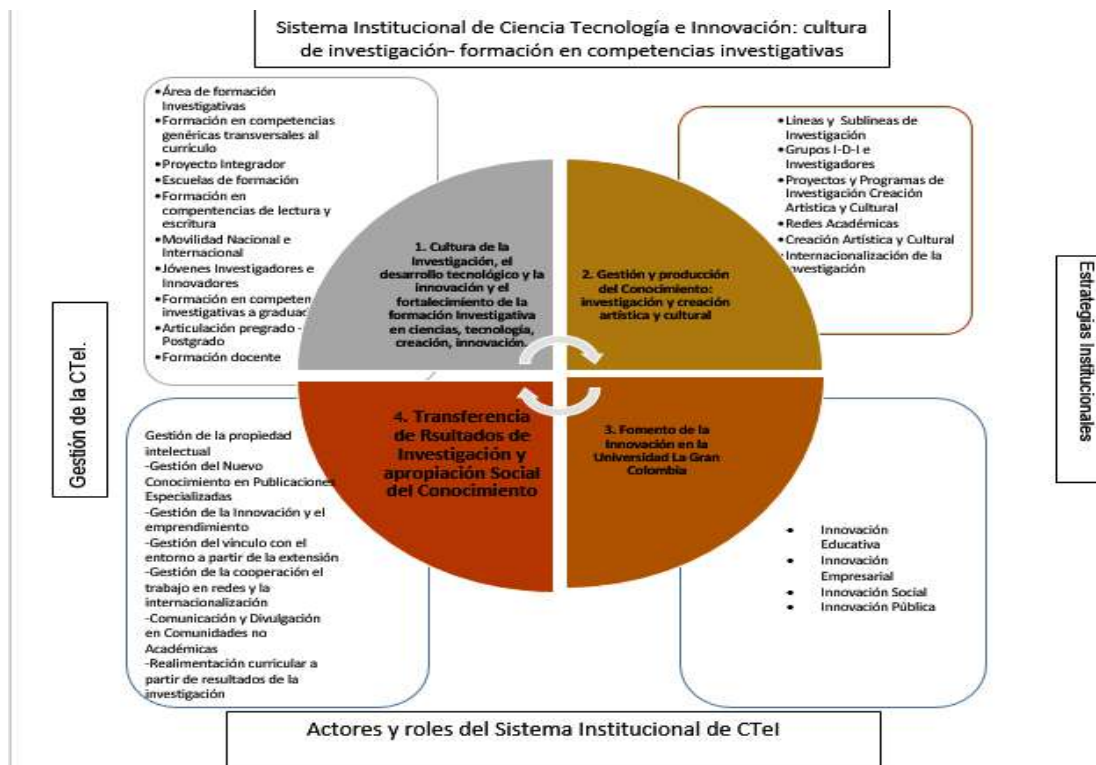 Sistema Institucional de Ciencia Tecnología e Innovación: cultura
de investigación- formación en competencias investigativas
•Área de formación
Investigativas
•Formación en competencias
genéricas transversales al
currículo
•Proyecto Integrador
•Escuelas de formación
•Formación en
compentencias de lectura y
escritura
•Movilidad Nacional e
Internacional
•Jóvenes Investigadores e
Innovadores
•Formación en competen
investigativas a graduad
•Articulación pregrado -
Postgrado
•Formación docente
•Líneas y Sublineas de
Investigación
•Grupos I-D-I e
Investigadores
•Proyectos y Programas de
Investigación Creación
Artistica y Cultural
•Redes Académicas
•Creación Artística y Cultural
•Internacionalización de la
nvestigación
1. Cultura de la
Investigación, el
desarrollo tecnológico y la
innovación y el
fortalecimiento de la
formación Investigativa
en ciencias, tecnología,
creación, innovación.
2. Gestión y producción
del Conocimiento:
investigación y creación
artística y cultural
Gestión de la CTeI.
Estrategias Institucionales
4. Transferencia
de Rsultados de
Investigación y
apropiación Social
del Conocimiento
3. Fomento de la
Innovación en la
Universidad La Gran
Colombia
Gestión de la propiedad
intelectual
-Gestión del Nuevo
Conocimiento en Publicaciones
Especializadas
-Gestión de la Innovación y el
emprendimiento
-Gestión del vínculo con el
entorno a partir de la extensión
-Gestión de la cooperación el
trabajo en redes y la
internacionalización
-Comunicación y Divulgación
en Comunidades no
Académicas
-Realimentación curricular a
partir de resultados de la
investigación
• Innovación
Educativa
• Innovación
Empresarial
• Innovación Social
• Innovación Pública
Actores y roles del Sistema Institucional de CTeI